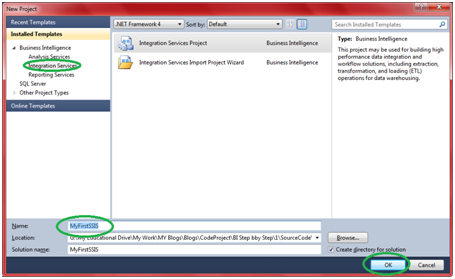 New Project
Recent Templates
.NET Framework 4
Sort by:
Default
Search Installed Templates
Installed Templates
Business Intelligence
Analysis Services
Integration Services
Reporting Services
SQL Server
Other Project Types
Online Templates
Integration Services Project
Business Intelligence
Integration Services Import Project Wizard
Business Intelligence
Type: Business Intelligence
This project may be used for building high
performance data integration and
workflow solutions, including extraction,
transformation, and loading (ETL)
operations for data warehousing.
Name:
MyFirstSSIS
Location:
My Educational Drive\My Work\MY Blogs\Blogs\CodeProject\BI Step bby Step\1\SourceCode\
Browse...
Solution name:
MyFirstSSIS
Create directory for solution
OK
Cancel